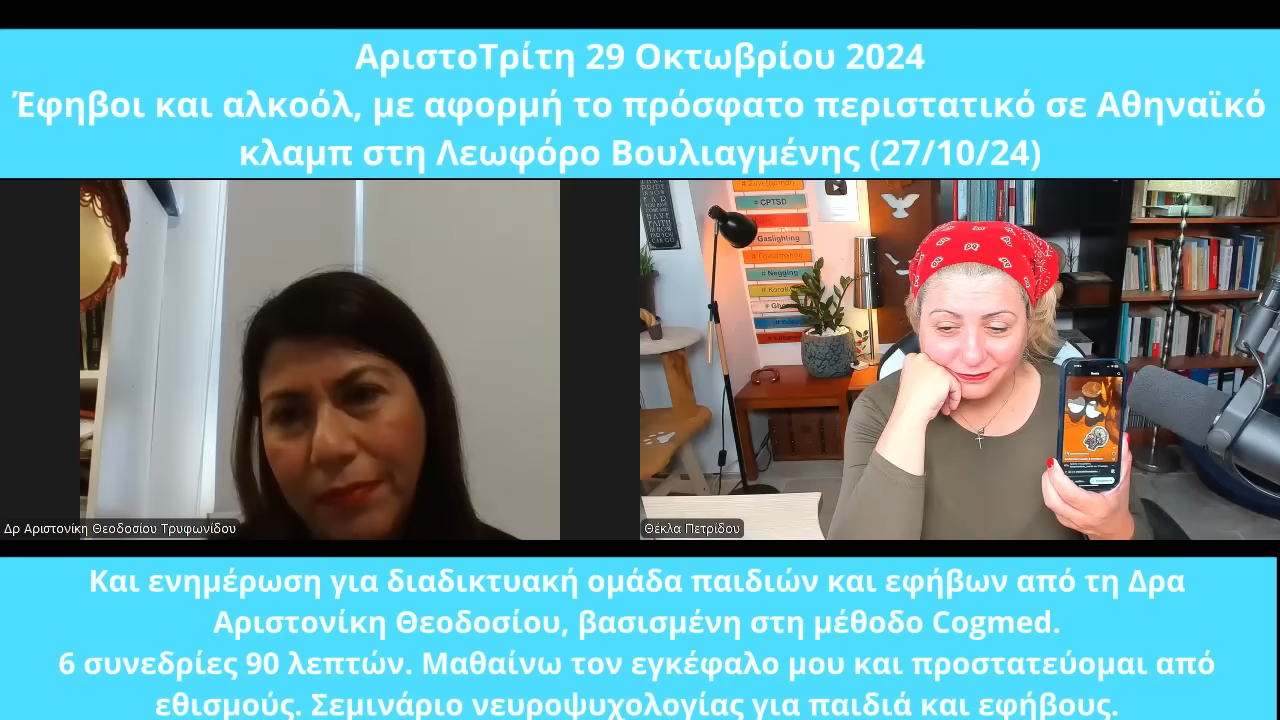 ΑριστοΤρίτη 29 Οκτωβρίου 2024
Έφηβοι και αλκοόλ, με αφορμή το πρόσφατο περιστατικό σε Αθηναϊκό
κλαμπ στη Λεωφόρο Βουλιαγμένης (27/10/24)
# CPTSD
Gaslighting
# Negging
Δρ Αριστονίκη Θεοδοσίου Τρυφωνίδου
Θέκλα Πετρίδου
Και ενημέρωση για διαδικτυακή ομάδα παιδιών και εφήβων από τη Δρα
Αριστονίκη Θεοδοσίου, βασισμένη στη μέθοδο Cogmed.
6 συνεδρίες 90 λεπτών. Μαθαίνω τον εγκέφαλο μου και προστατεύομαι από
εθισμούς. Σεμινάριο νευροψυχολογίας για παιδιά και εφήβους.